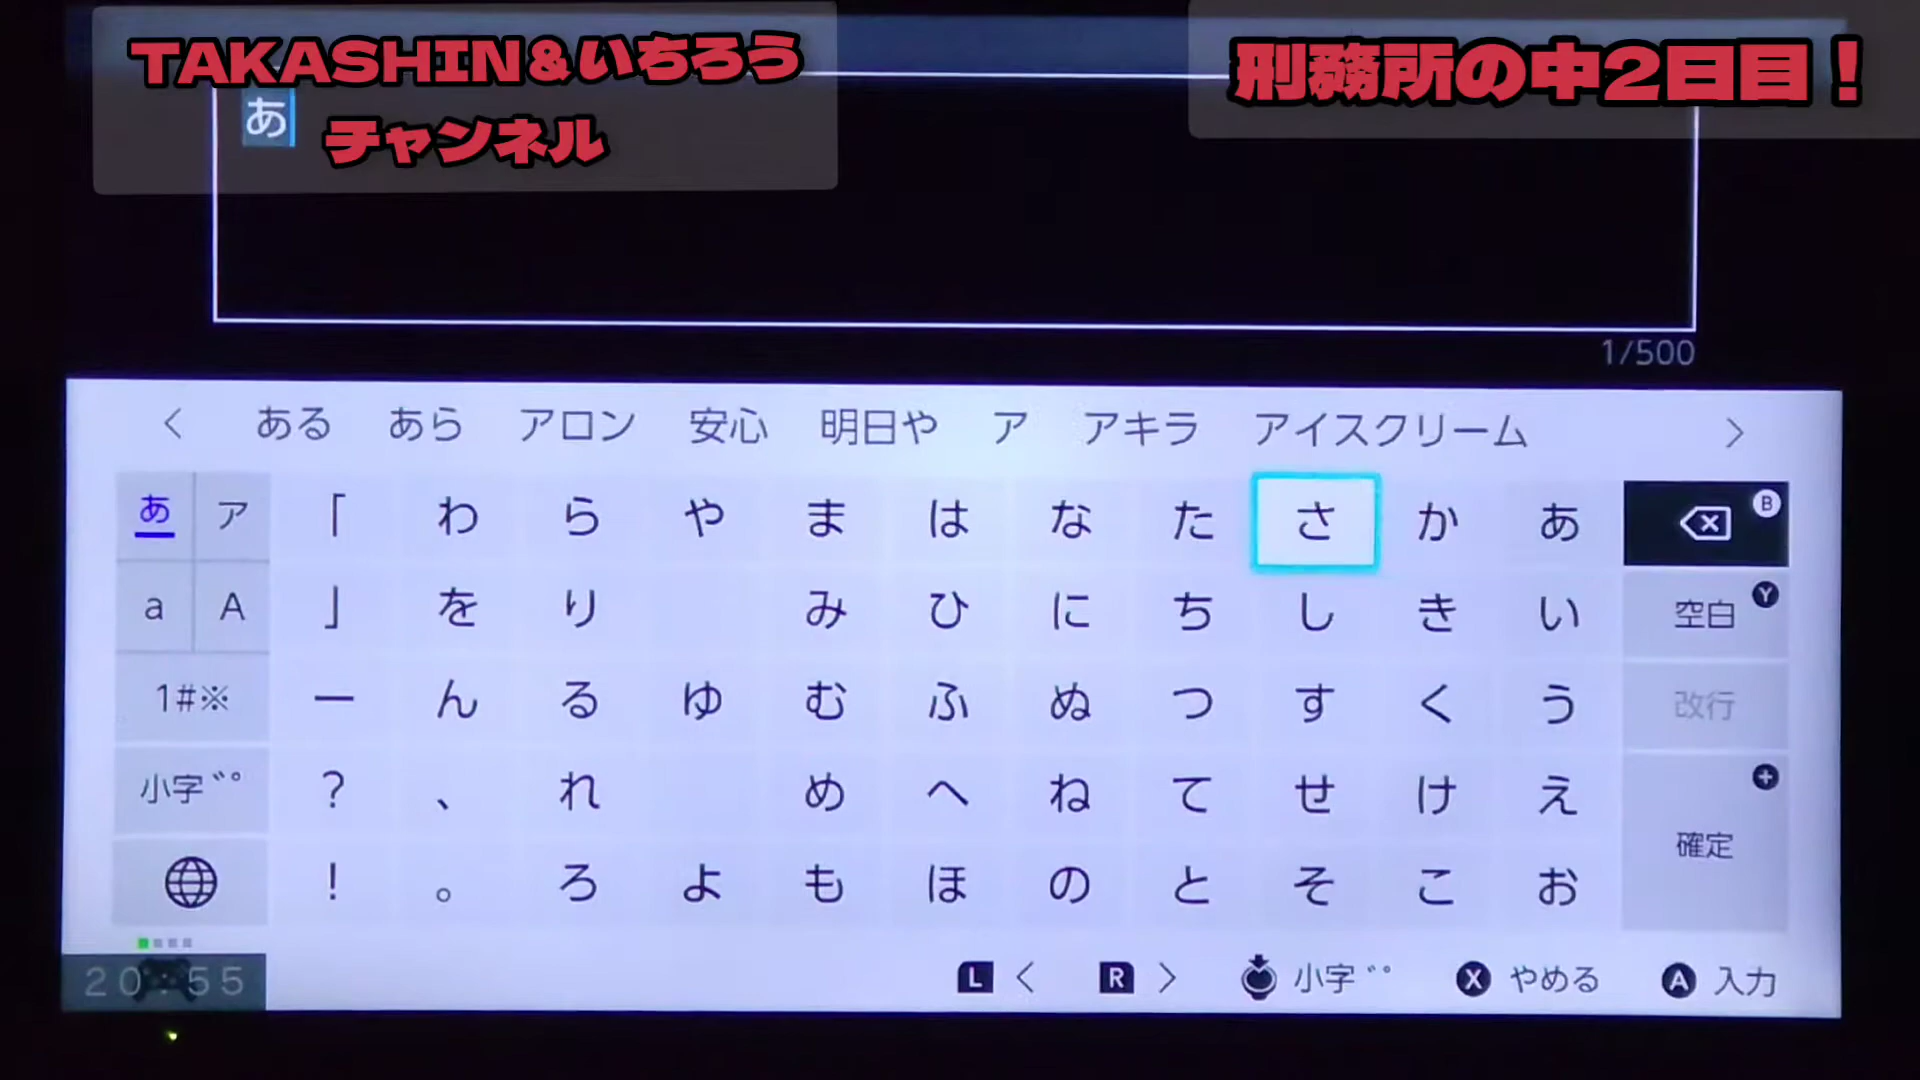 TAKASHIN&いちろう
チャンネル
刑務所の中2日目！
あ
1/500
< ある あら アロン 安心 明日や ア アキラ アイスクリーム >
あ ア 「 わ ら や ま は な た さ か あ B
a A 」 を り み ひ に ち し き い 空白 Y
1#※ ー ん る ゆ む ふ ぬ つ す く う 改行
小字゛゜ ? 、 れ め へ ね て せ け え +
! 。 ろ よ も ほ の と そ こ お 確定
20:55
L < R > 小字゛゜ X やめる A 入力